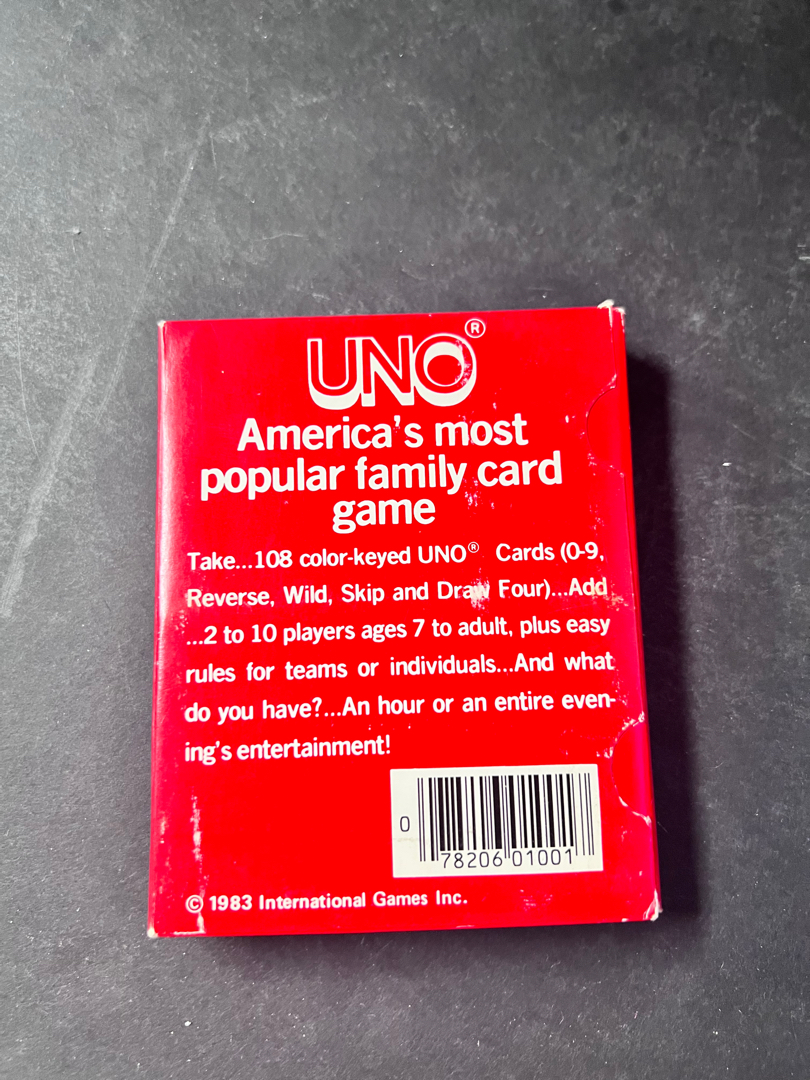 UNO®
America's most
popular family card
game
Take...108 color-keyed UNO® Cards (0-9,
Reverse, Wild, Skip and Draw Four)...Add
...2 to 10 players ages 7 to adult, plus easy
rules for teams or individuals...And what
do you have?...An hour or an entire even-
ing's entertainment!
0 78206 01001
© 1983 International Games Inc.